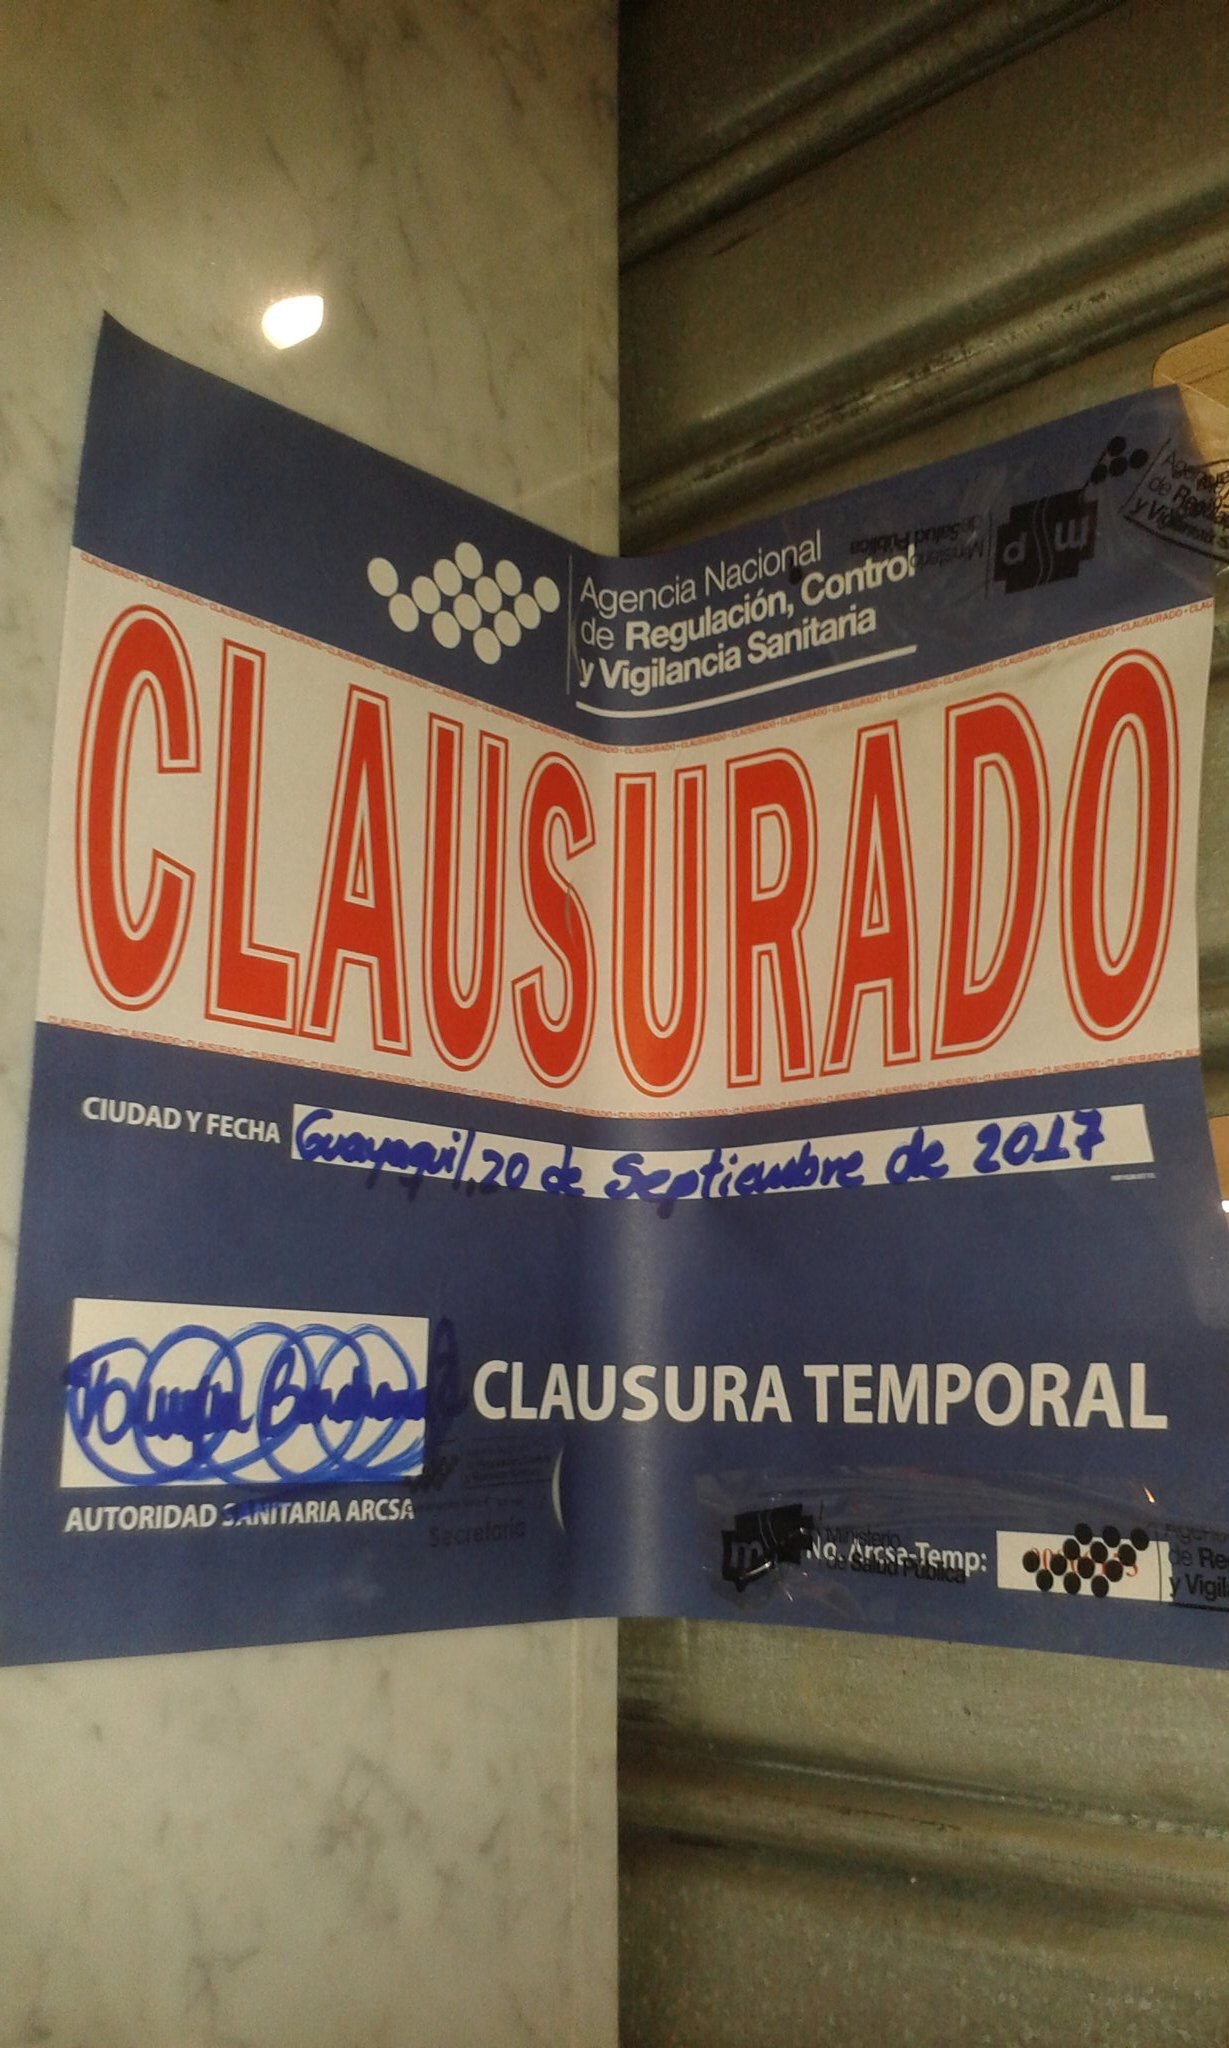 Agencia Nacional
de Regulación, Control
y Vigilancia Sanitaria
Ministerio
de Salud Pública
CLAUSURADO
CIUDAD Y FECHA Guayaquil, 20 de Septiembre de 2017
CLAUSURA TEMPORAL
AUTORIDAD SANITARIA ARCSA
Secretaria
Ministerio
de Salud Pública
No. Arcsa-Temp: